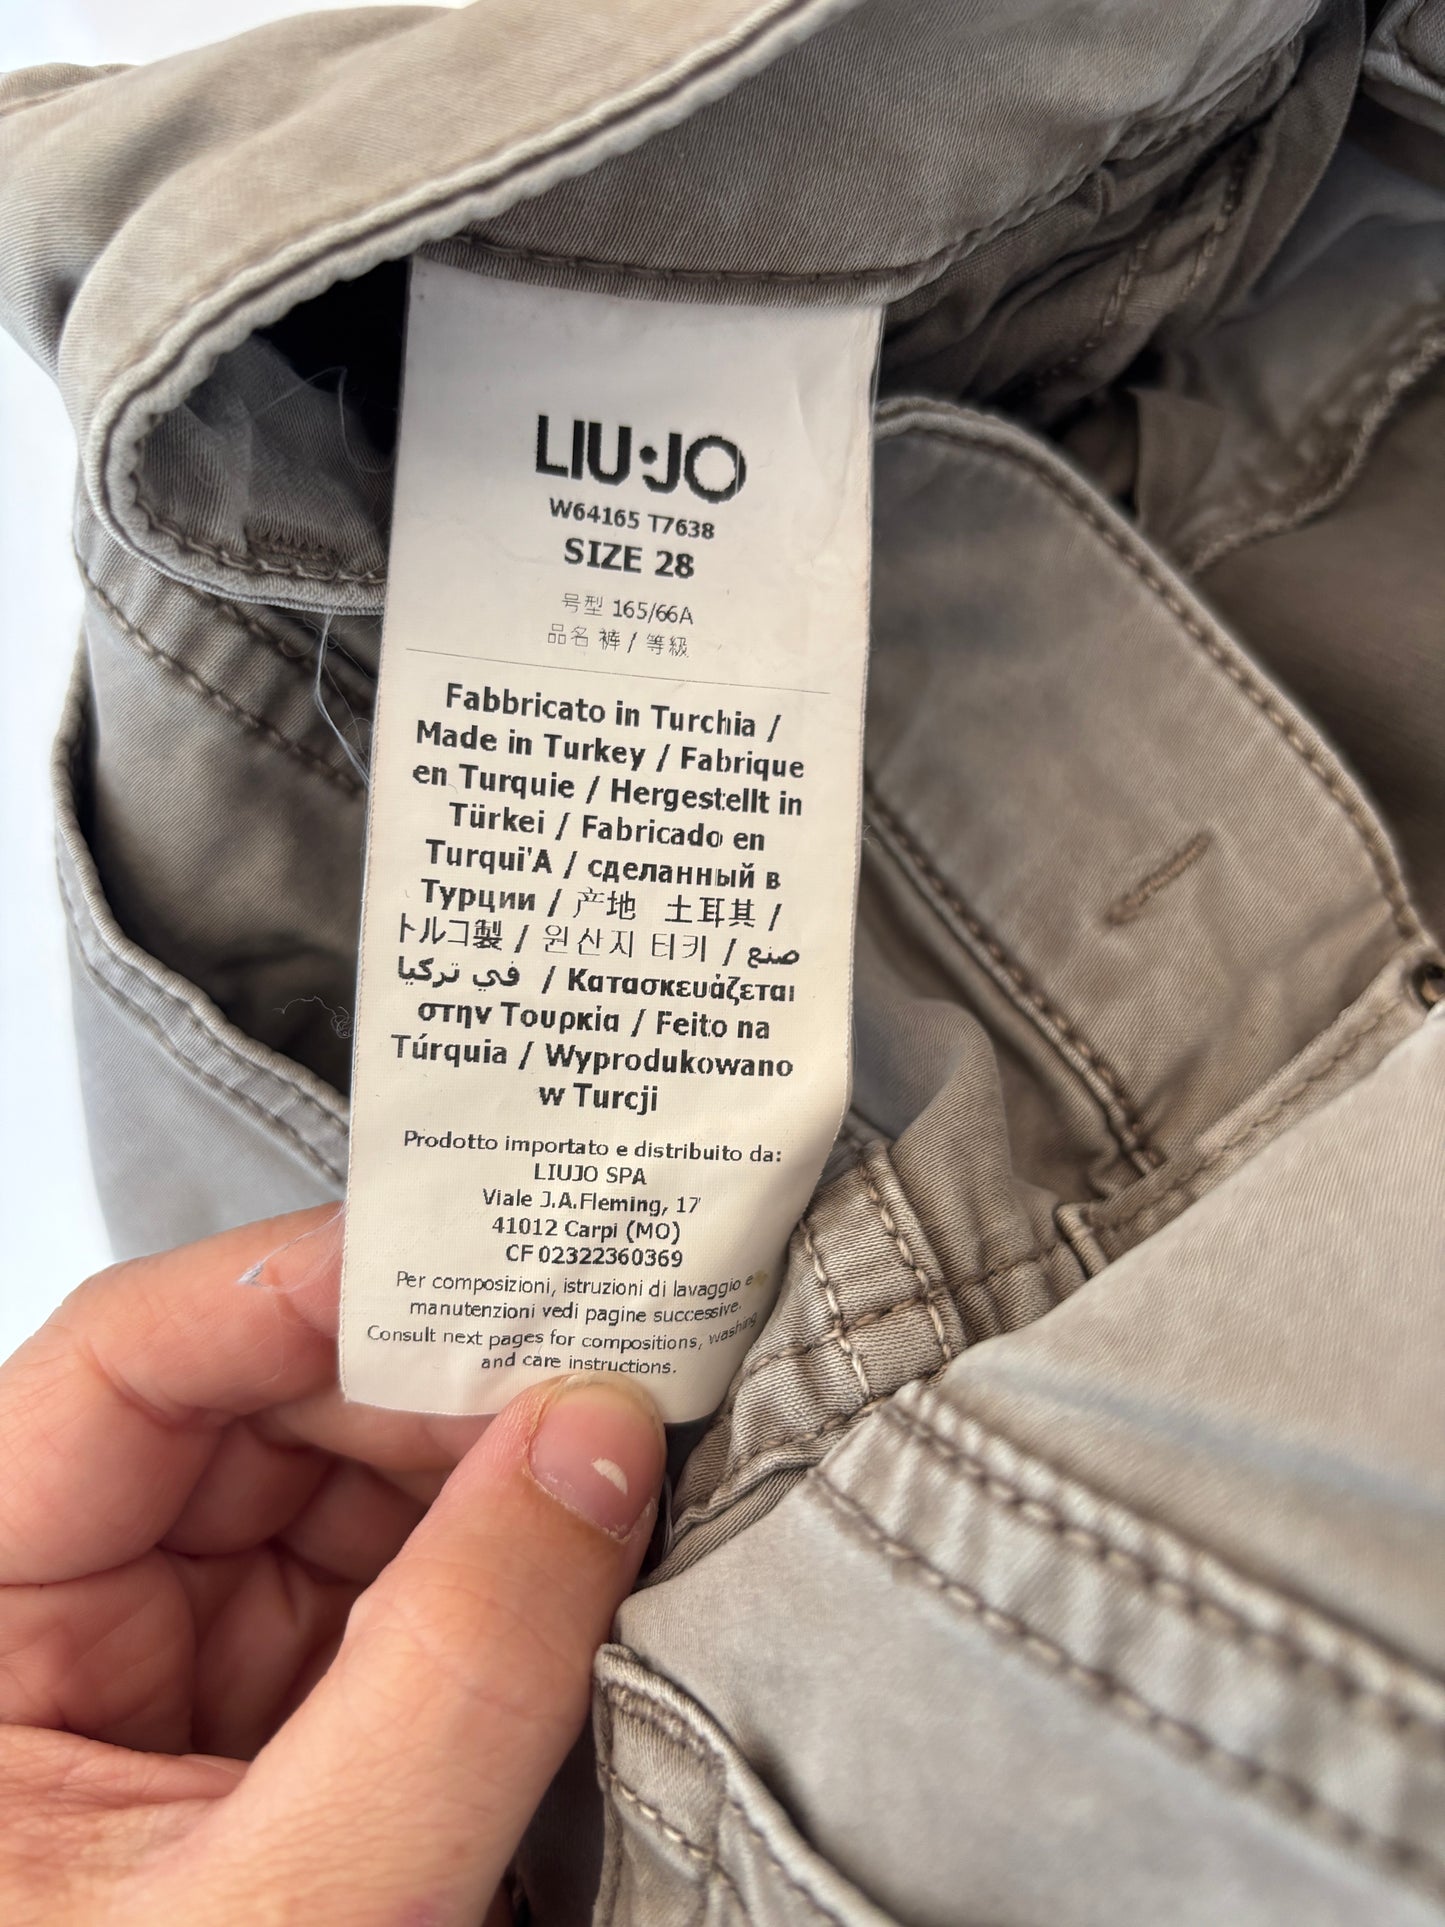 LIU·JO
W64165 T7638
SIZE 28
号型 165/66A
品名 裤 / 等級
Fabbricato in Turchia /
Made in Turkey / Fabrique
en Turquie / Hergestellt in
Türkei / Fabricado en
Turqui'A / сделанный в
Турции / 产地 土耳其 /
トルコ製 / 원산지 터키 / صنع
في تركيا / Κατασκευάζεται
στην Τουρκία / Feito na
Túrquia / Wyprodukowano
w Turcji
Prodotto importato e distribuito da:
LIUJO SPA
Viale J.A.Fleming, 17
41012 Carpi (MO)
CF 02322360369
Per composizioni, istruzioni di lavaggio e
manutenzioni vedi pagine successive.
Consult next pages for compositions, washing
and care instructions.